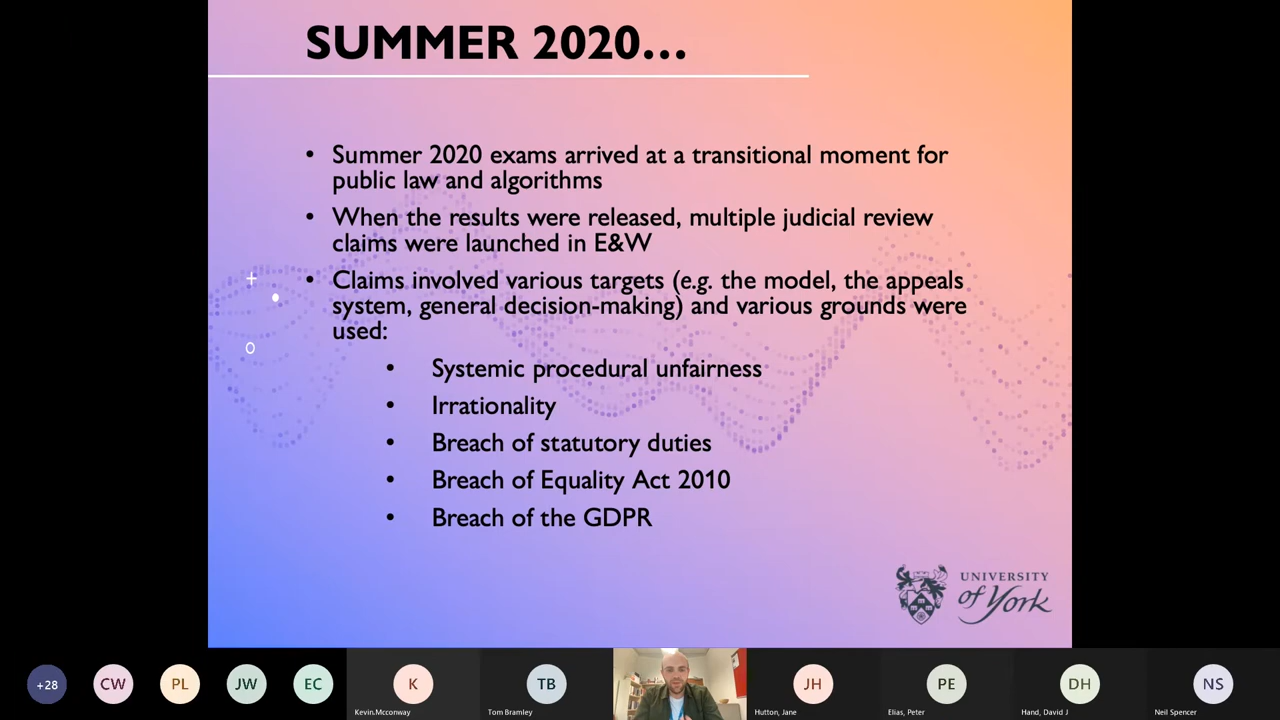 SUMMER 2020...
• Summer 2020 exams arrived at a transitional moment for
public law and algorithms
• When the results were released, multiple judicial review
claims were launched in E&W
• Claims involved various targets (e.g. the model, the appeals
system, general decision-making) and various grounds were
used:
• Systemic procedural unfairness
• Irrationality
• Breach of statutory duties
• Breach of Equality Act 2010
• Breach of the GDPR
UNIVERSITY
of York
+28
CW
PL
JW
EC
K
TB
JH
PE
DH
NS
Kevin.Mcconway
Tom Bramley
Hutton, Jane
Elias, Peter
Hand, David J
Neil Spencer